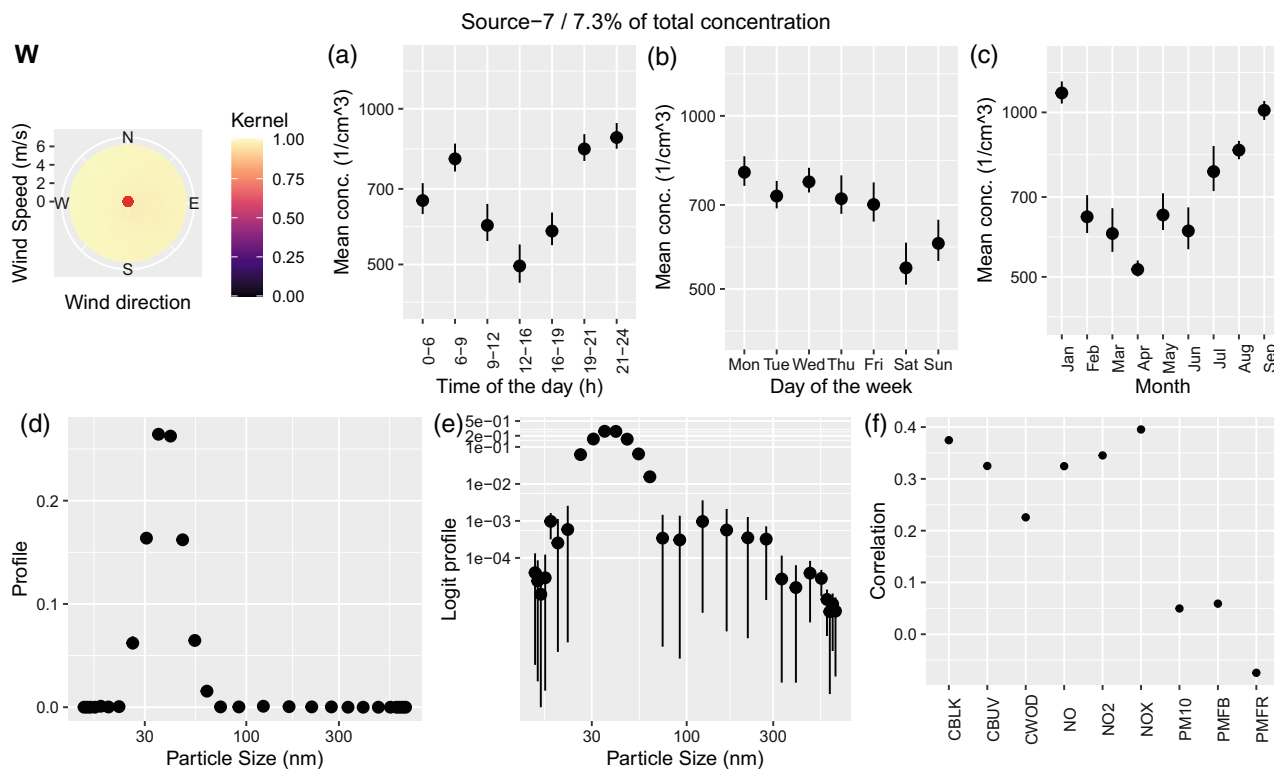 Source−7 / 7.3% of total concentration
W
Wind Speed (m/s)
6
4
2
0
N
W
E
S
Wind direction
Kernel
1.00
0.75
0.50
0.25
0.00
(a)
Mean conc. (1/cm^3)
1000
700
500
0−6
6−9
9−12
12−16
16−19
19−21
21−24
Time of the day (h)
(b)
Mean conc. (1/cm^3)
1000
700
500
Mon Tue Wed Thu Fri Sat Sun
Day of the week
(c)
Mean conc. (1/cm^3)
1000
700
500
Jan
Feb
Mar
Apr
May
Jun
Jul
Aug
Sep
Month
(d)
Profile
0.2
0.1
0.0
30 100 300
Particle Size (nm)
(e)
Logit profile
5e−01
2e−01
1e−01
1e−02
1e−03
1e−04
30 100 300
Particle Size (nm)
(f)
Correlation
0.4
0.3
0.2
0.1
0.0
CBLK
CBUV
CWOD
NO
NO2
NOX
PM10
PMFB
PMFR